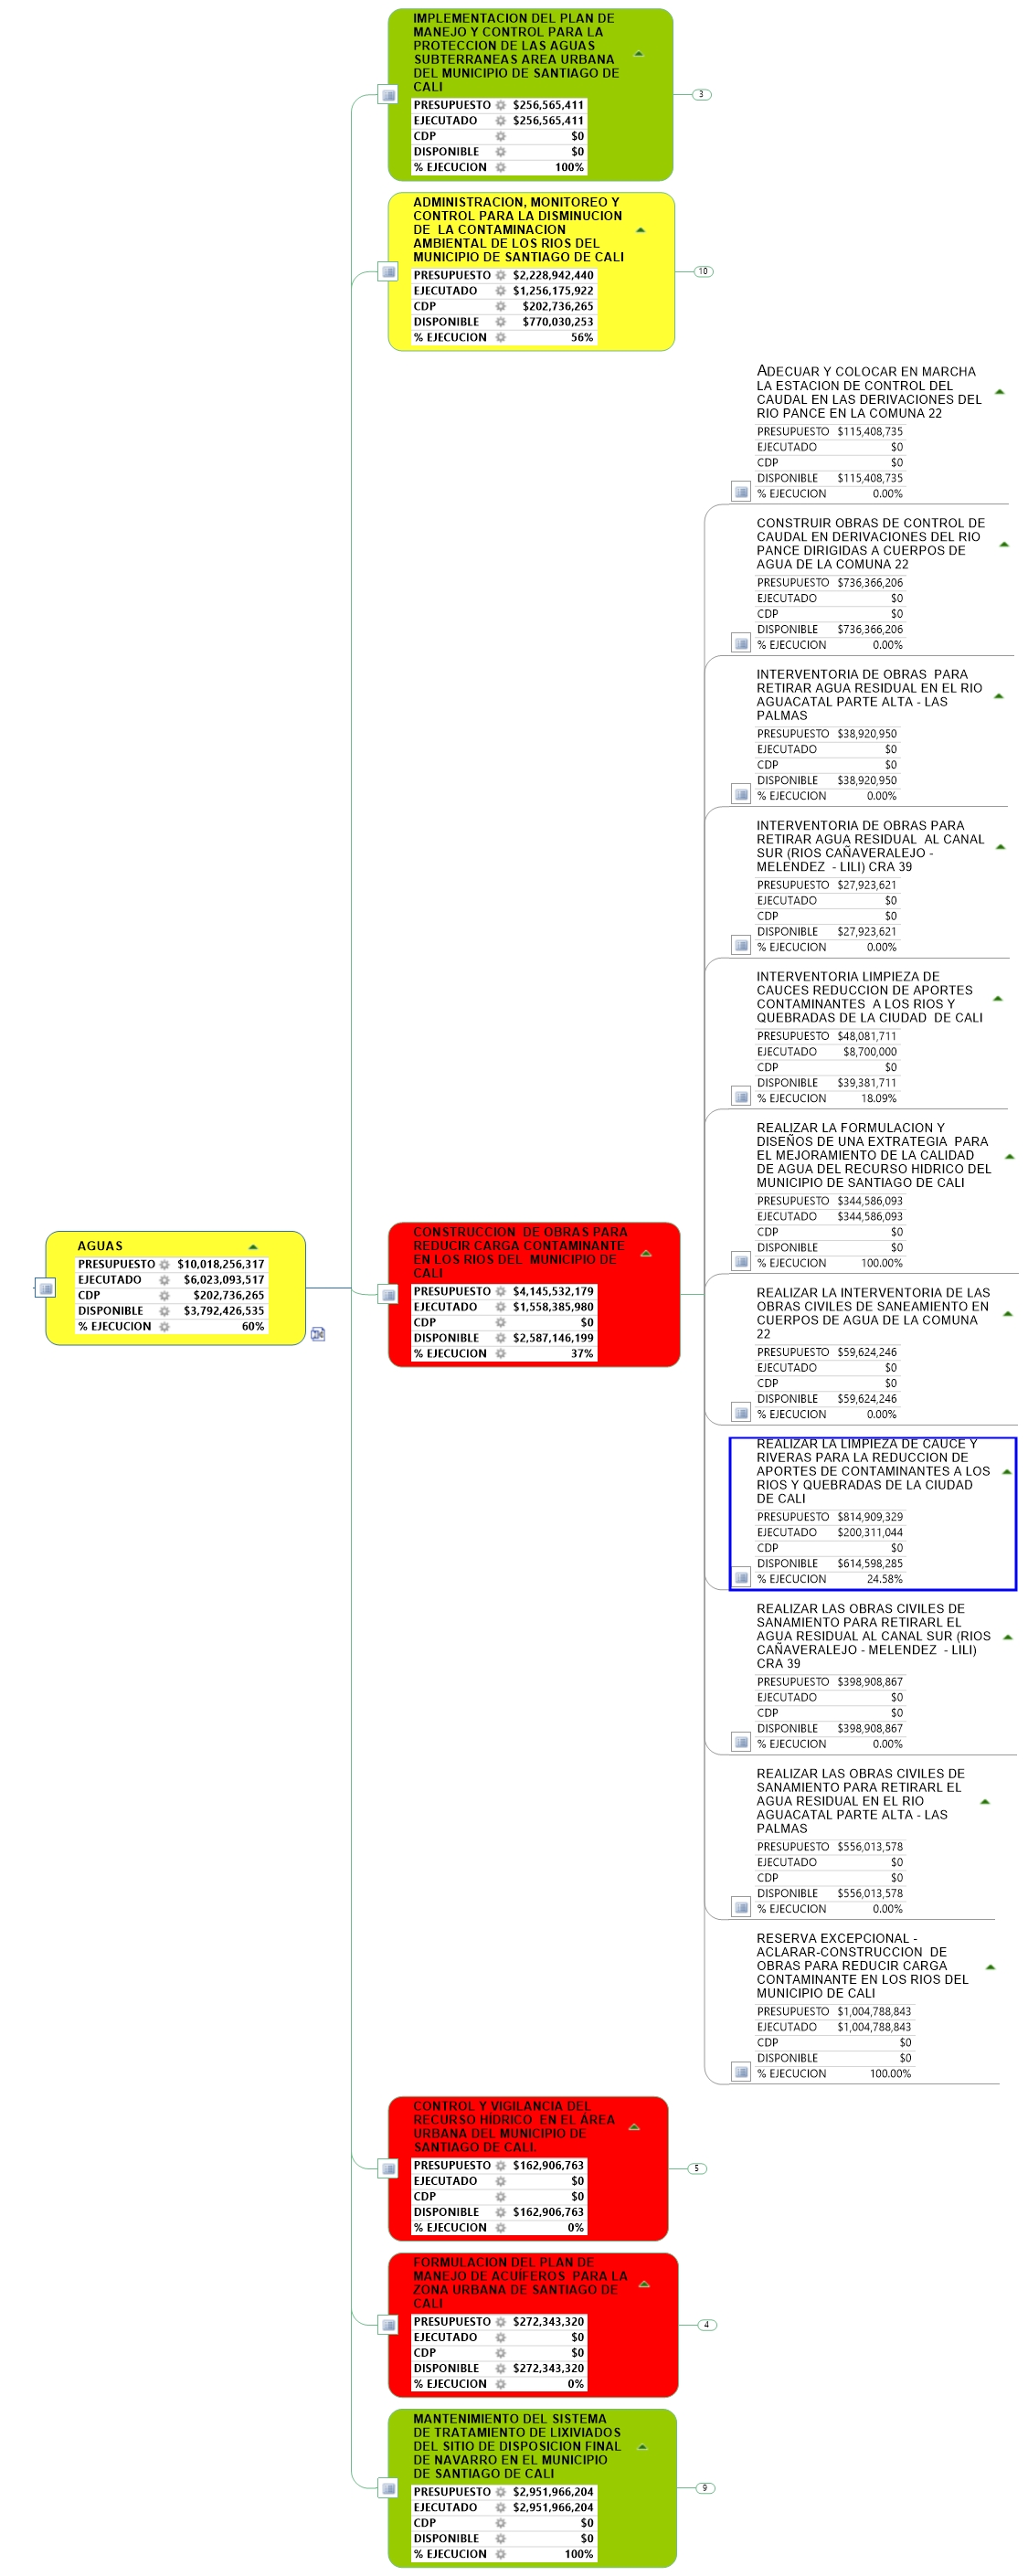 IMPLEMENTACION DEL PLAN DE
MANEJO Y CONTROL PARA LA
PROTECCION DE LAS AGUAS
SUBTERRANEAS AREA URBANA
DEL MUNICIPIO DE SANTIAGO DE
CALI
PRESUPUESTO $256,565,411
EJECUTADO $256,565,411
CDP $0
DISPONIBLE $0
% EJECUCION 100%
3
ADMINISTRACION, MONITOREO Y
CONTROL PARA LA DISMINUCION
DE LA CONTAMINACION
AMBIENTAL DE LOS RIOS DEL
MUNICIPIO DE SANTIAGO DE CALI
PRESUPUESTO $2,228,942,440
EJECUTADO $1,256,175,922
CDP $202,736,265
DISPONIBLE $770,030,253
% EJECUCION 56%
10
ADECUAR Y COLOCAR EN MARCHA
LA ESTACION DE CONTROL DEL
CAUDAL EN LAS DERIVACIONES DEL
RIO PANCE EN LA COMUNA 22
PRESUPUESTO $115,408,735
EJECUTADO $0
CDP $0
DISPONIBLE $115,408,735
% EJECUCION 0.00%
CONSTRUIR OBRAS DE CONTROL DE
CAUDAL EN DERIVACIONES DEL RIO
PANCE DIRIGIDAS A CUERPOS DE
AGUA DE LA COMUNA 22
PRESUPUESTO $736,366,206
EJECUTADO $0
CDP $0
DISPONIBLE $736,366,206
% EJECUCION 0.00%
INTERVENTORIA DE OBRAS PARA
RETIRAR AGUA RESIDUAL EN EL RIO
AGUACATAL PARTE ALTA - LAS
PALMAS
PRESUPUESTO $38,920,950
EJECUTADO $0
CDP $0
DISPONIBLE $38,920,950
% EJECUCION 0.00%
INTERVENTORIA DE OBRAS PARA
RETIRAR AGUA RESIDUAL AL CANAL
SUR (RIOS CAÑAVERALEJO -
MELENDEZ - LILI) CRA 39
PRESUPUESTO $27,923,621
EJECUTADO $0
CDP $0
DISPONIBLE $27,923,621
% EJECUCION 0.00%
INTERVENTORIA LIMPIEZA DE
CAUCES REDUCCION DE APORTES
CONTAMINANTES A LOS RIOS Y
QUEBRADAS DE LA CIUDAD DE CALI
PRESUPUESTO $48,081,711
EJECUTADO $8,700,000
CDP $0
DISPONIBLE $39,381,711
% EJECUCION 18.09%
REALIZAR LA FORMULACION Y
DISEÑOS DE UNA EXTRATEGIA PARA
EL MEJORAMIENTO DE LA CALIDAD
DE AGUA DEL RECURSO HIDRICO DEL
MUNICIPIO DE SANTIAGO DE CALI
PRESUPUESTO $344,586,093
EJECUTADO $344,586,093
CDP $0
DISPONIBLE $0
% EJECUCION 100.00%
AGUAS
PRESUPUESTO $10,018,256,317
EJECUTADO $6,023,093,517
CDP $202,736,265
DISPONIBLE $3,792,426,535
% EJECUCION 60%
CONSTRUCCION DE OBRAS PARA
REDUCIR CARGA CONTAMINANTE
EN LOS RIOS DEL MUNICIPIO DE
CALI
PRESUPUESTO $4,145,532,179
EJECUTADO $1,558,385,980
CDP $0
DISPONIBLE $2,587,146,199
% EJECUCION 37%
REALIZAR LA INTERVENTORIA DE LAS
OBRAS CIVILES DE SANEAMIENTO EN
CUERPOS DE AGUA DE LA COMUNA
22
PRESUPUESTO $59,624,246
EJECUTADO $0
CDP $0
DISPONIBLE $59,624,246
% EJECUCION 0.00%
REALIZAR LA LIMPIEZA DE CAUCE Y
RIVERAS PARA LA REDUCCION DE
APORTES DE CONTAMINANTES A LOS
RIOS Y QUEBRADAS DE LA CIUDAD
DE CALI
PRESUPUESTO $814,909,329
EJECUTADO $200,311,044
CDP $0
DISPONIBLE $614,598,285
% EJECUCION 24.58%
REALIZAR LAS OBRAS CIVILES DE
SANAMIENTO PARA RETIRARL EL
AGUA RESIDUAL AL CANAL SUR (RIOS
CAÑAVERALEJO - MELENDEZ - LILI)
CRA 39
PRESUPUESTO $398,908,867
EJECUTADO $0
CDP $0
DISPONIBLE $398,908,867
% EJECUCION 0.00%
REALIZAR LAS OBRAS CIVILES DE
SANAMIENTO PARA RETIRARL EL
AGUA RESIDUAL EN EL RIO
AGUACATAL PARTE ALTA - LAS
PALMAS
PRESUPUESTO $556,013,578
EJECUTADO $0
CDP $0
DISPONIBLE $556,013,578
% EJECUCION 0.00%
RESERVA EXCEPCIONAL -
ACLARAR-CONSTRUCCION DE
OBRAS PARA REDUCIR CARGA
CONTAMINANTE EN LOS RIOS DEL
MUNICIPIO DE CALI
PRESUPUESTO $1,004,788,843
EJECUTADO $1,004,788,843
CDP $0
DISPONIBLE $0
% EJECUCION 100.00%
CONTROL Y VIGILANCIA DEL
RECURSO HÍDRICO EN EL ÁREA
URBANA DEL MUNICIPIO DE
SANTIAGO DE CALI.
PRESUPUESTO $162,906,763
EJECUTADO $0
CDP $0
DISPONIBLE $162,906,763
% EJECUCION 0%
5
FORMULACION DEL PLAN DE
MANEJO DE ACUÍFEROS PARA LA
ZONA URBANA DE SANTIAGO DE
CALI
PRESUPUESTO $272,343,320
EJECUTADO $0
CDP $0
DISPONIBLE $272,343,320
% EJECUCION 0%
4
MANTENIMIENTO DEL SISTEMA
DE TRATAMIENTO DE LIXIVIADOS
DEL SITIO DE DISPOSICION FINAL
DE NAVARRO EN EL MUNICIPIO
DE SANTIAGO DE CALI
PRESUPUESTO $2,951,966,204
EJECUTADO $2,951,966,204
CDP $0
DISPONIBLE $0
% EJECUCION 100%
9